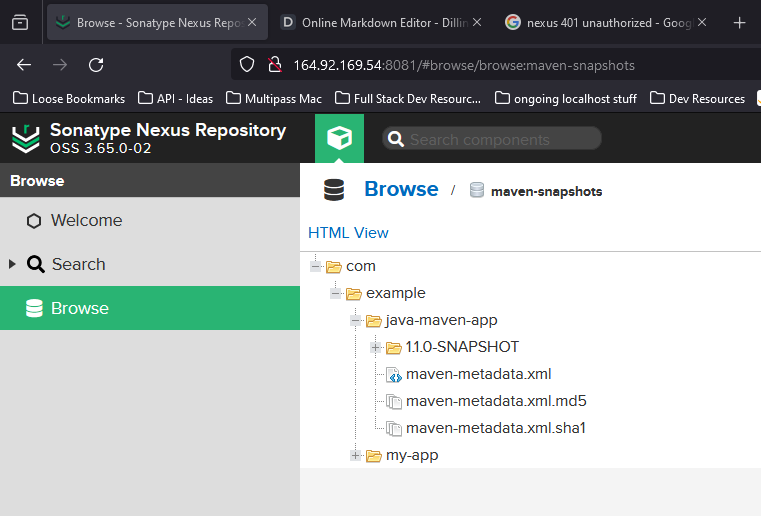 Browse - Sonatype Nexus Repo
Online Markdown Editor - Dillin
nexus 401 unauthorized - Goog
164.92.169.54:8081/#browse/browse:maven-snapshots
Loose Bookmarks
API - Ideas
Multipass Mac
Full Stack Dev Resourc...
ongoing localhost stuff
Dev Resources
Sonatype Nexus Repository
OSS 3.65.0-02
Search components
Browse
Welcome
Search
Browse
Browse / maven-snapshots
HTML View
com
example
java-maven-app
1.1.0-SNAPSHOT
maven-metadata.xml
maven-metadata.xml.md5
maven-metadata.xml.sha1
my-app